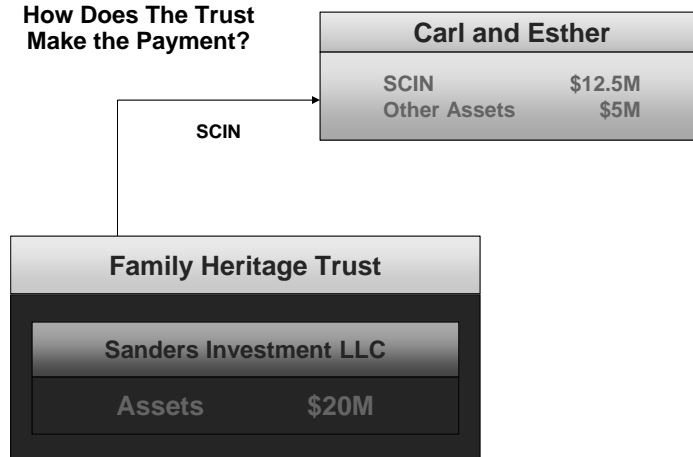 How Does The Trust
Make the Payment?
Carl and Esther
SCIN $12.5M
Other Assets $5M
SCIN
Family Heritage Trust
Sanders Investment LLC
Assets $20M